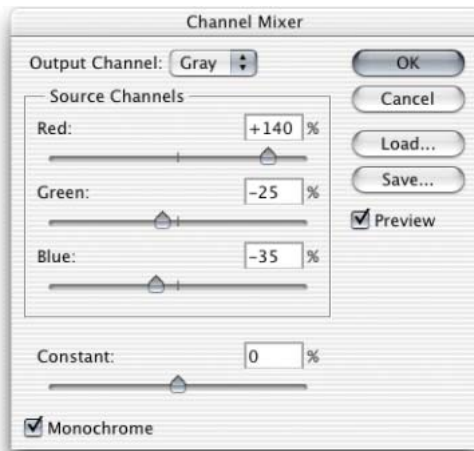 Channel Mixer
Output Channel: Gray
OK
Source Channels
Cancel
Red: +140 %
Load...
Save...
Green: -25 %
Preview
Blue: -35 %
Constant: 0 %
Monochrome